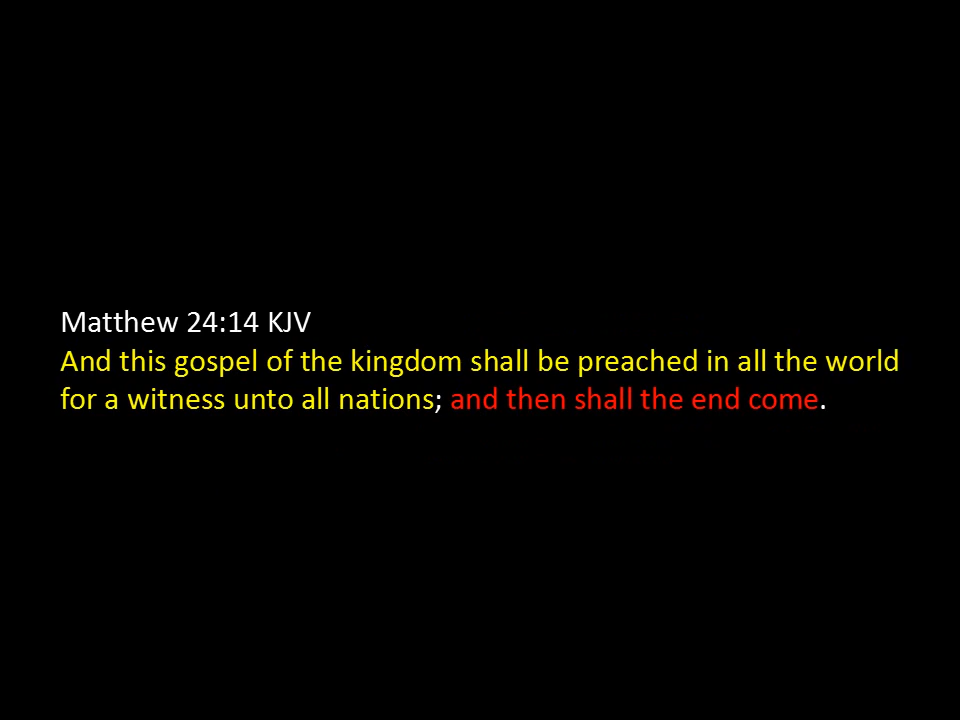 Matthew 24:14 KJV
And this gospel of the kingdom shall be preached in all the world
for a witness unto all nations; and then shall the end come.